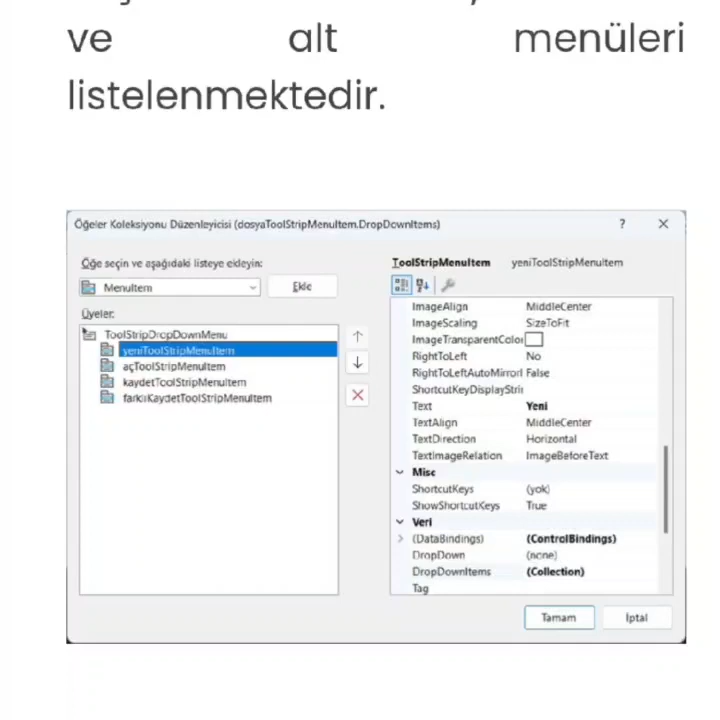 ve alt menüleri
listelenmektedir.
Öğeler Koleksiyonu Düzenleyicisi (dosyaToolStripMenuItem.DropDownItems)
?
Öğe seçin ve aşağıdaki listeye ekleyin:
MenuItem
Ekle
Üyeler:
ToolStripDropDownMenu
yeniToolStripMenuItem
açToolStripMenuItem
kaydetToolStripMenuItem
farklıKaydetToolStripMenuItem
ToolStripMenuItem yeniToolStripMenuItem
ImageAlign MiddleCenter
ImageScaling SizeToFit
ImageTransparentColor
RightToLeft No
RightToLeftAutoMirrorI False
ShortcutKeyDisplayStrin
Text Yeni
TextAlign MiddleCenter
TextDirection Horizontal
TextImageRelation ImageBeforeText
Misc
ShortcutKeys (yok)
ShowShortcutKeys True
Veri
(DataBindings) (ControlBindings)
DropDown (none)
DropDownItems (Collection)
Tag
Tamam
İptal